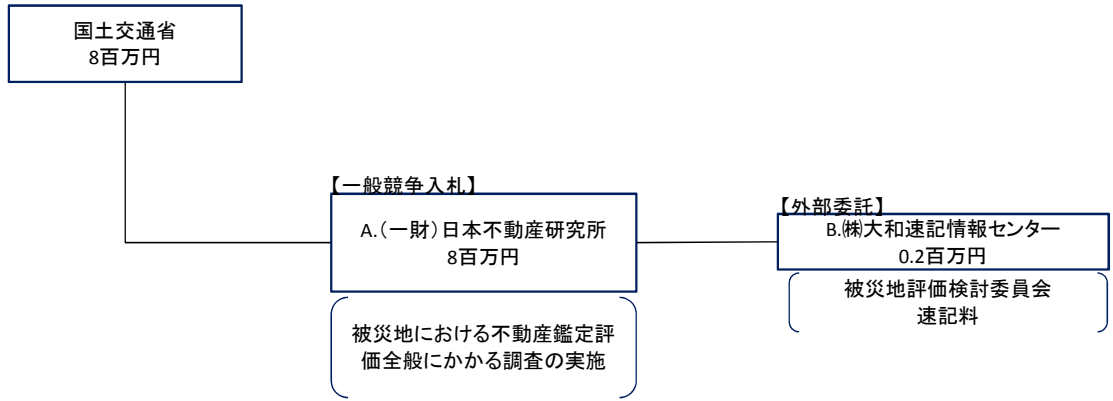 国土交通省
8百万円
【一般競争入札】
A.(一財)日本不動産研究所
8百万円
被災地における不動産鑑定評
価全般にかかる調査の実施
【外部委託】
B.㈱大和速記情報センター
0.2百万円
被災地評価検討委員会
速記料